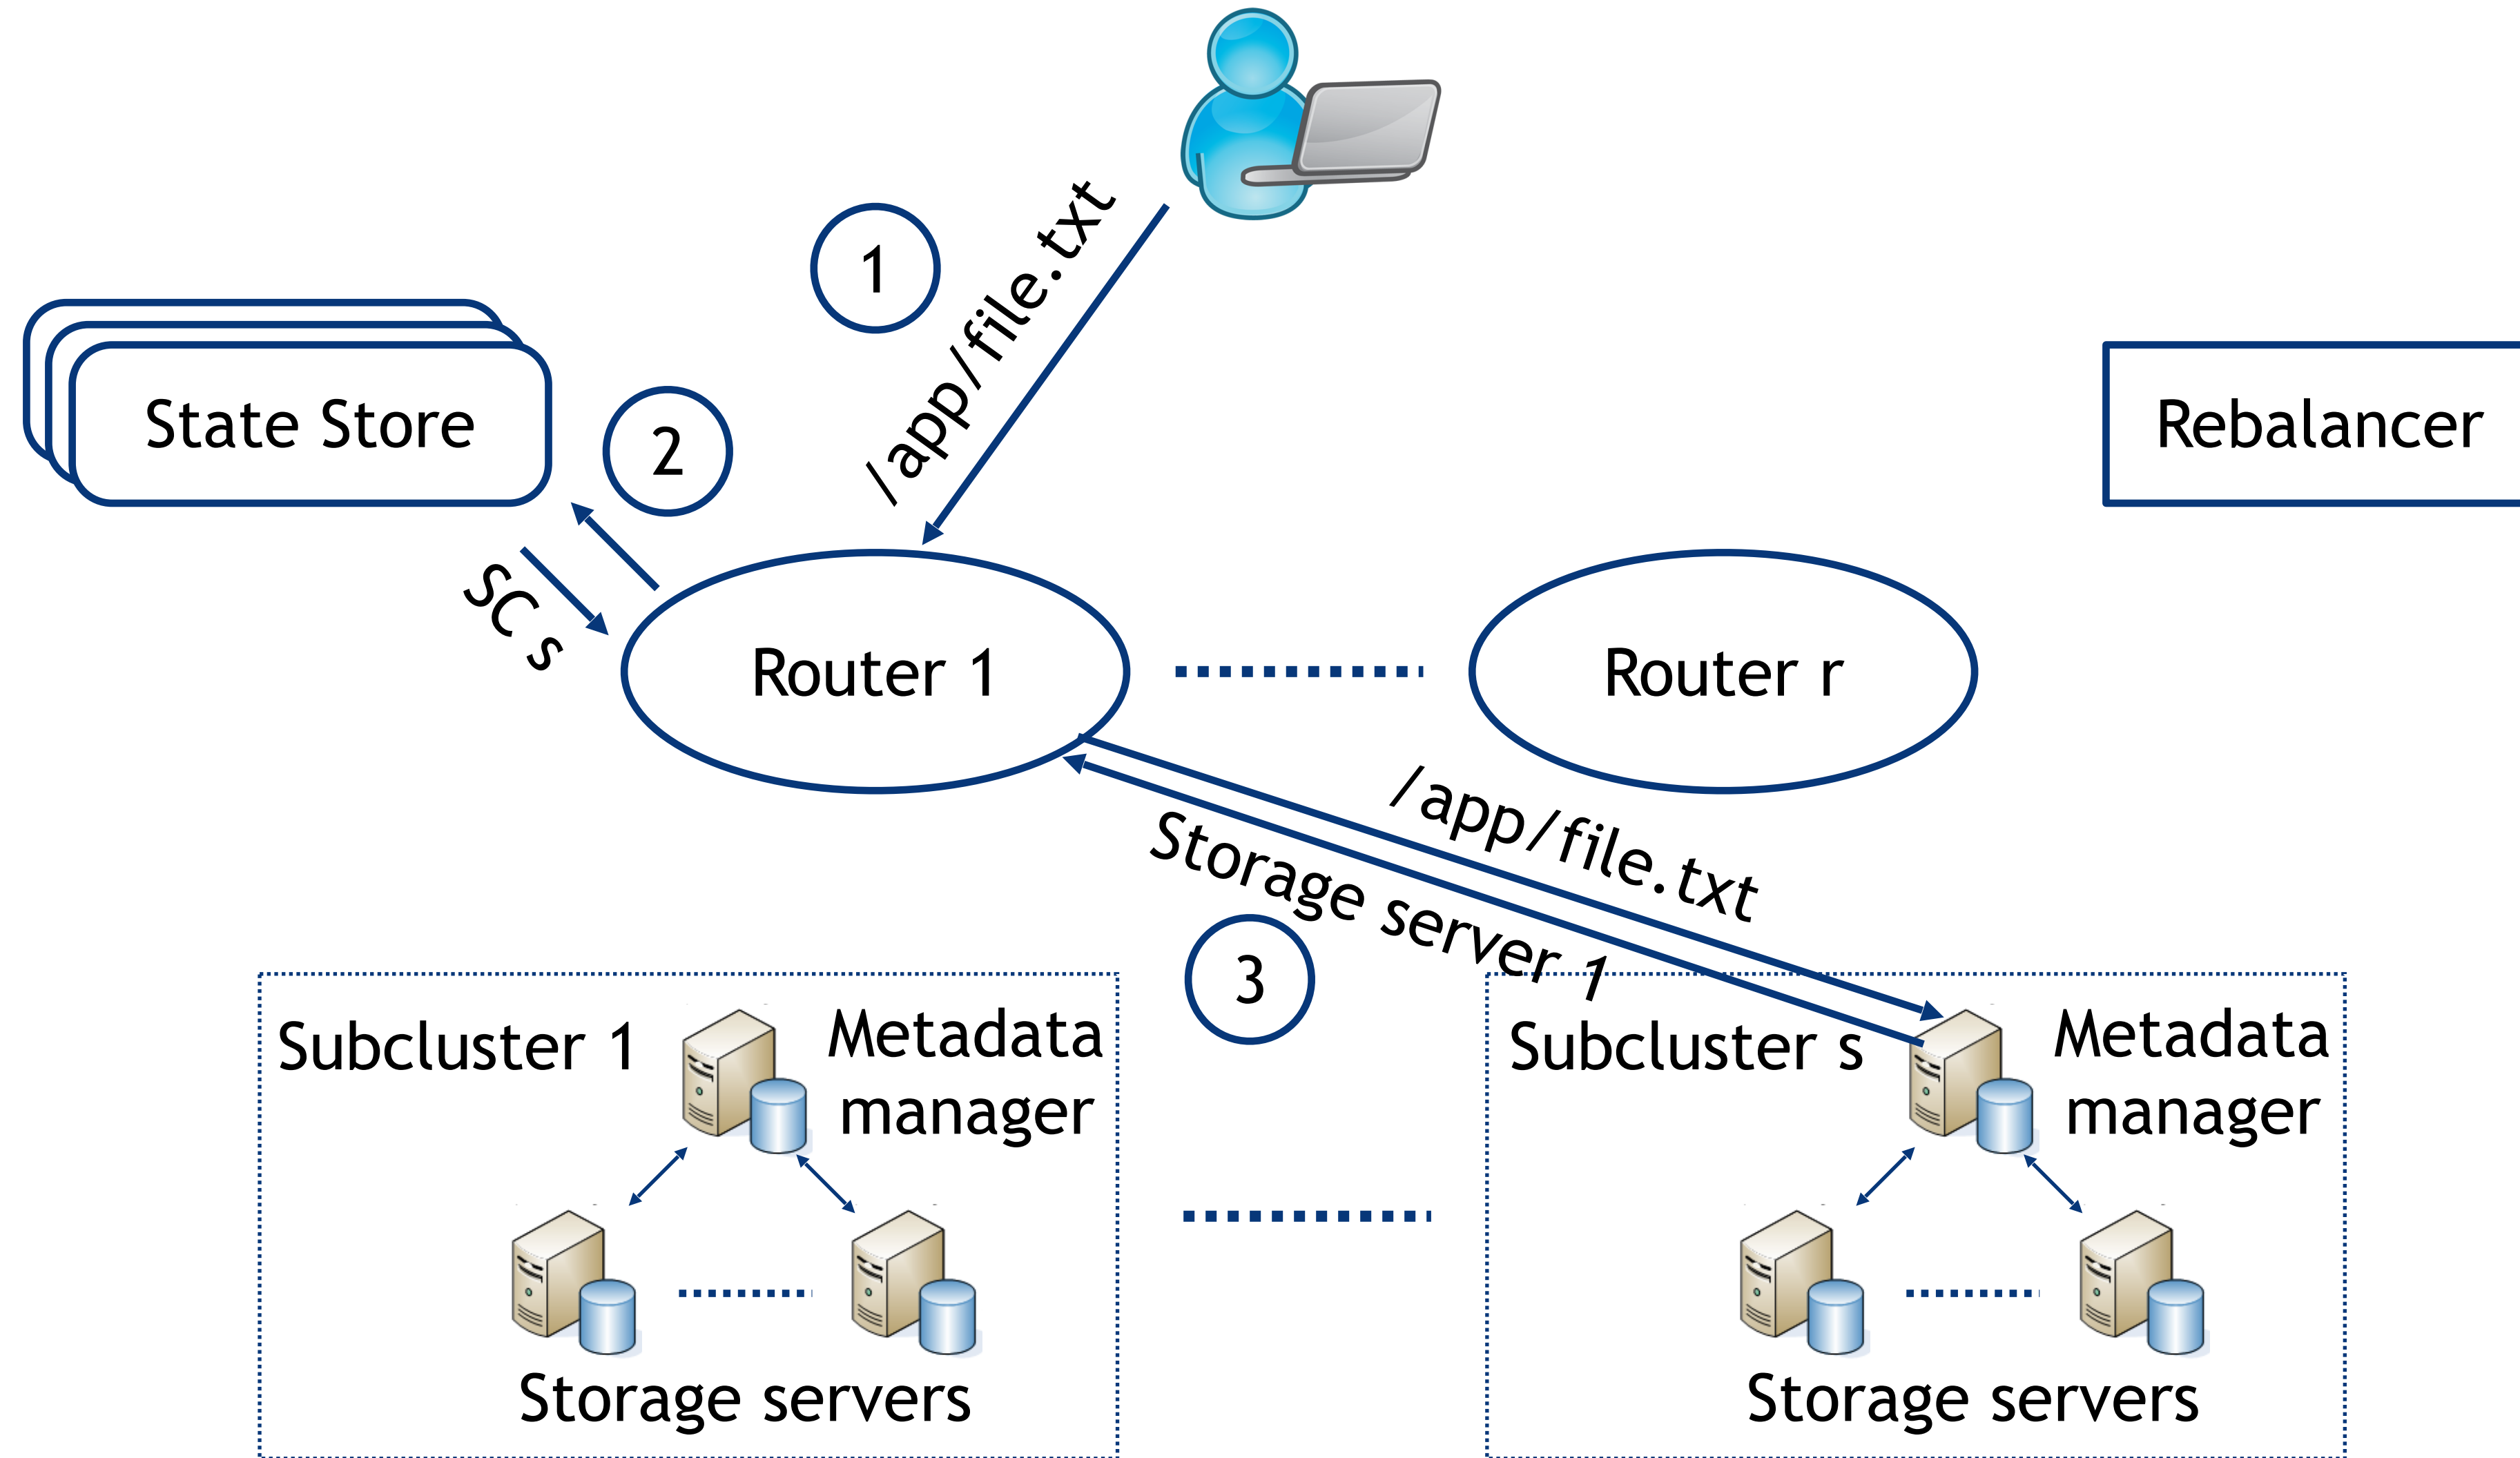 1
/app/file.txt
State Store
2
Rebalancer
SC s
Router 1
Router r
/app/file.txt
Storage server 1
3
Subcluster 1
Metadata
manager
Storage servers
Subcluster s
Metadata
manager
Storage servers